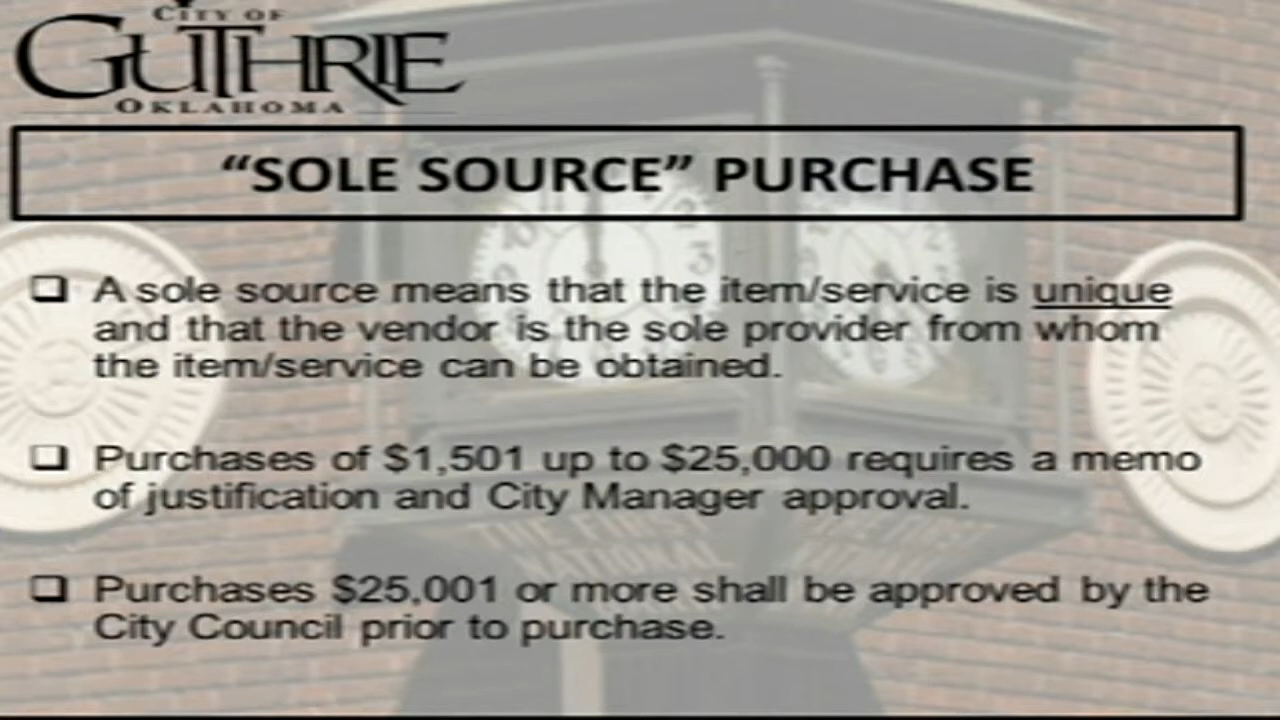 CITY OF
GUTHRIE
OKLAHOMA
“SOLE SOURCE” PURCHASE
❑ A sole source means that the item/service is unique
and that the vendor is the sole provider from whom
the item/service can be obtained.
❑ Purchases of $1,501 up to $25,000 requires a memo
of justification and City Manager approval.
❑ Purchases $25,001 or more shall be approved by the
City Council prior to purchase.
THE FIRST
NATIONAL